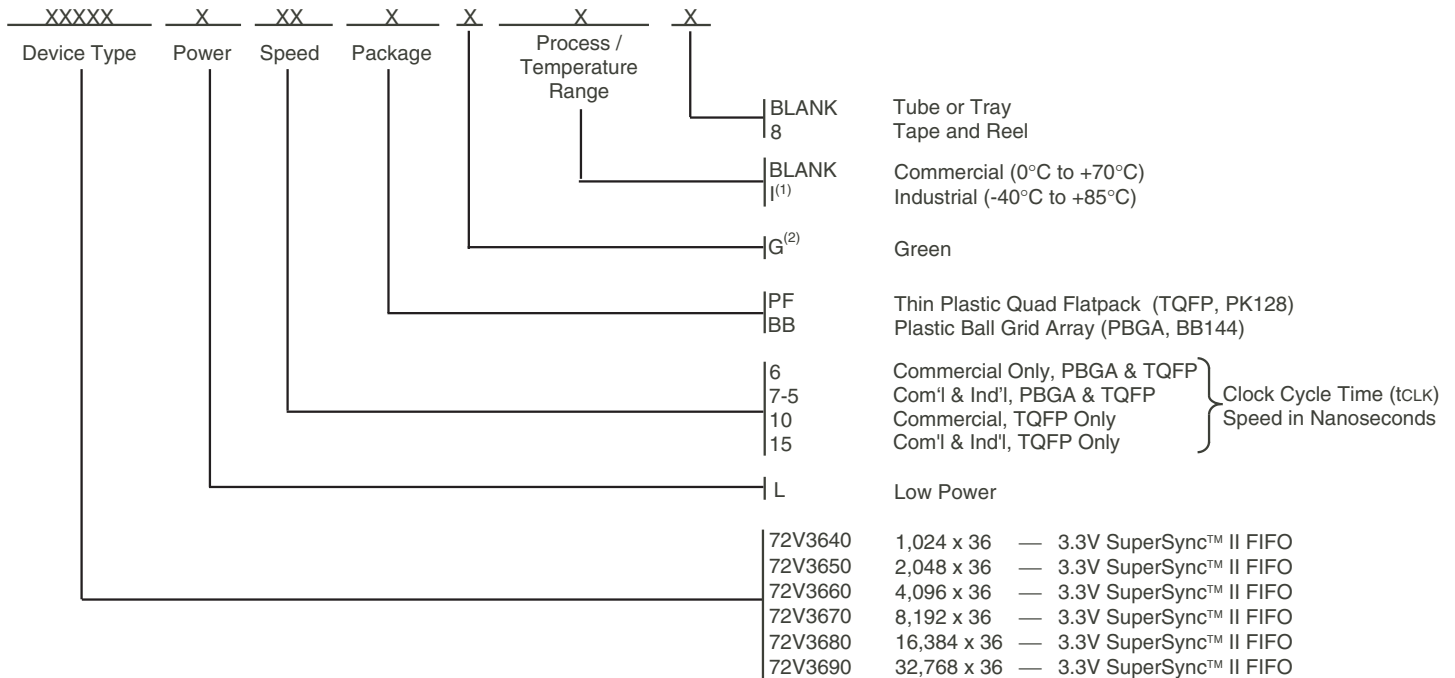 XXXXX X XX X X X X
Device Type Power Speed Package Process /
Temperature
Range
BLANK Tube or Tray
8 Tape and Reel
BLANK Commercial (0°C to +70°C)
I(1) Industrial (-40°C to +85°C)
G(2) Green
PF Thin Plastic Quad Flatpack (TQFP, PK128)
BB Plastic Ball Grid Array (PBGA, BB144)
6 Commercial Only, PBGA & TQFP
7-5 Com‘l & Ind’l, PBGA & TQFP
10 Commercial, TQFP Only
15 Com'l & Ind'l, TQFP Only
Clock Cycle Time (tCLK)
Speed in Nanoseconds
L Low Power
72V3640 1,024 x 36 — 3.3V SuperSync™ II FIFO
72V3650 2,048 x 36 — 3.3V SuperSync™ II FIFO
72V3660 4,096 x 36 — 3.3V SuperSync™ II FIFO
72V3670 8,192 x 36 — 3.3V SuperSync™ II FIFO
72V3680 16,384 x 36 — 3.3V SuperSync™ II FIFO
72V3690 32,768 x 36 — 3.3V SuperSync™ II FIFO